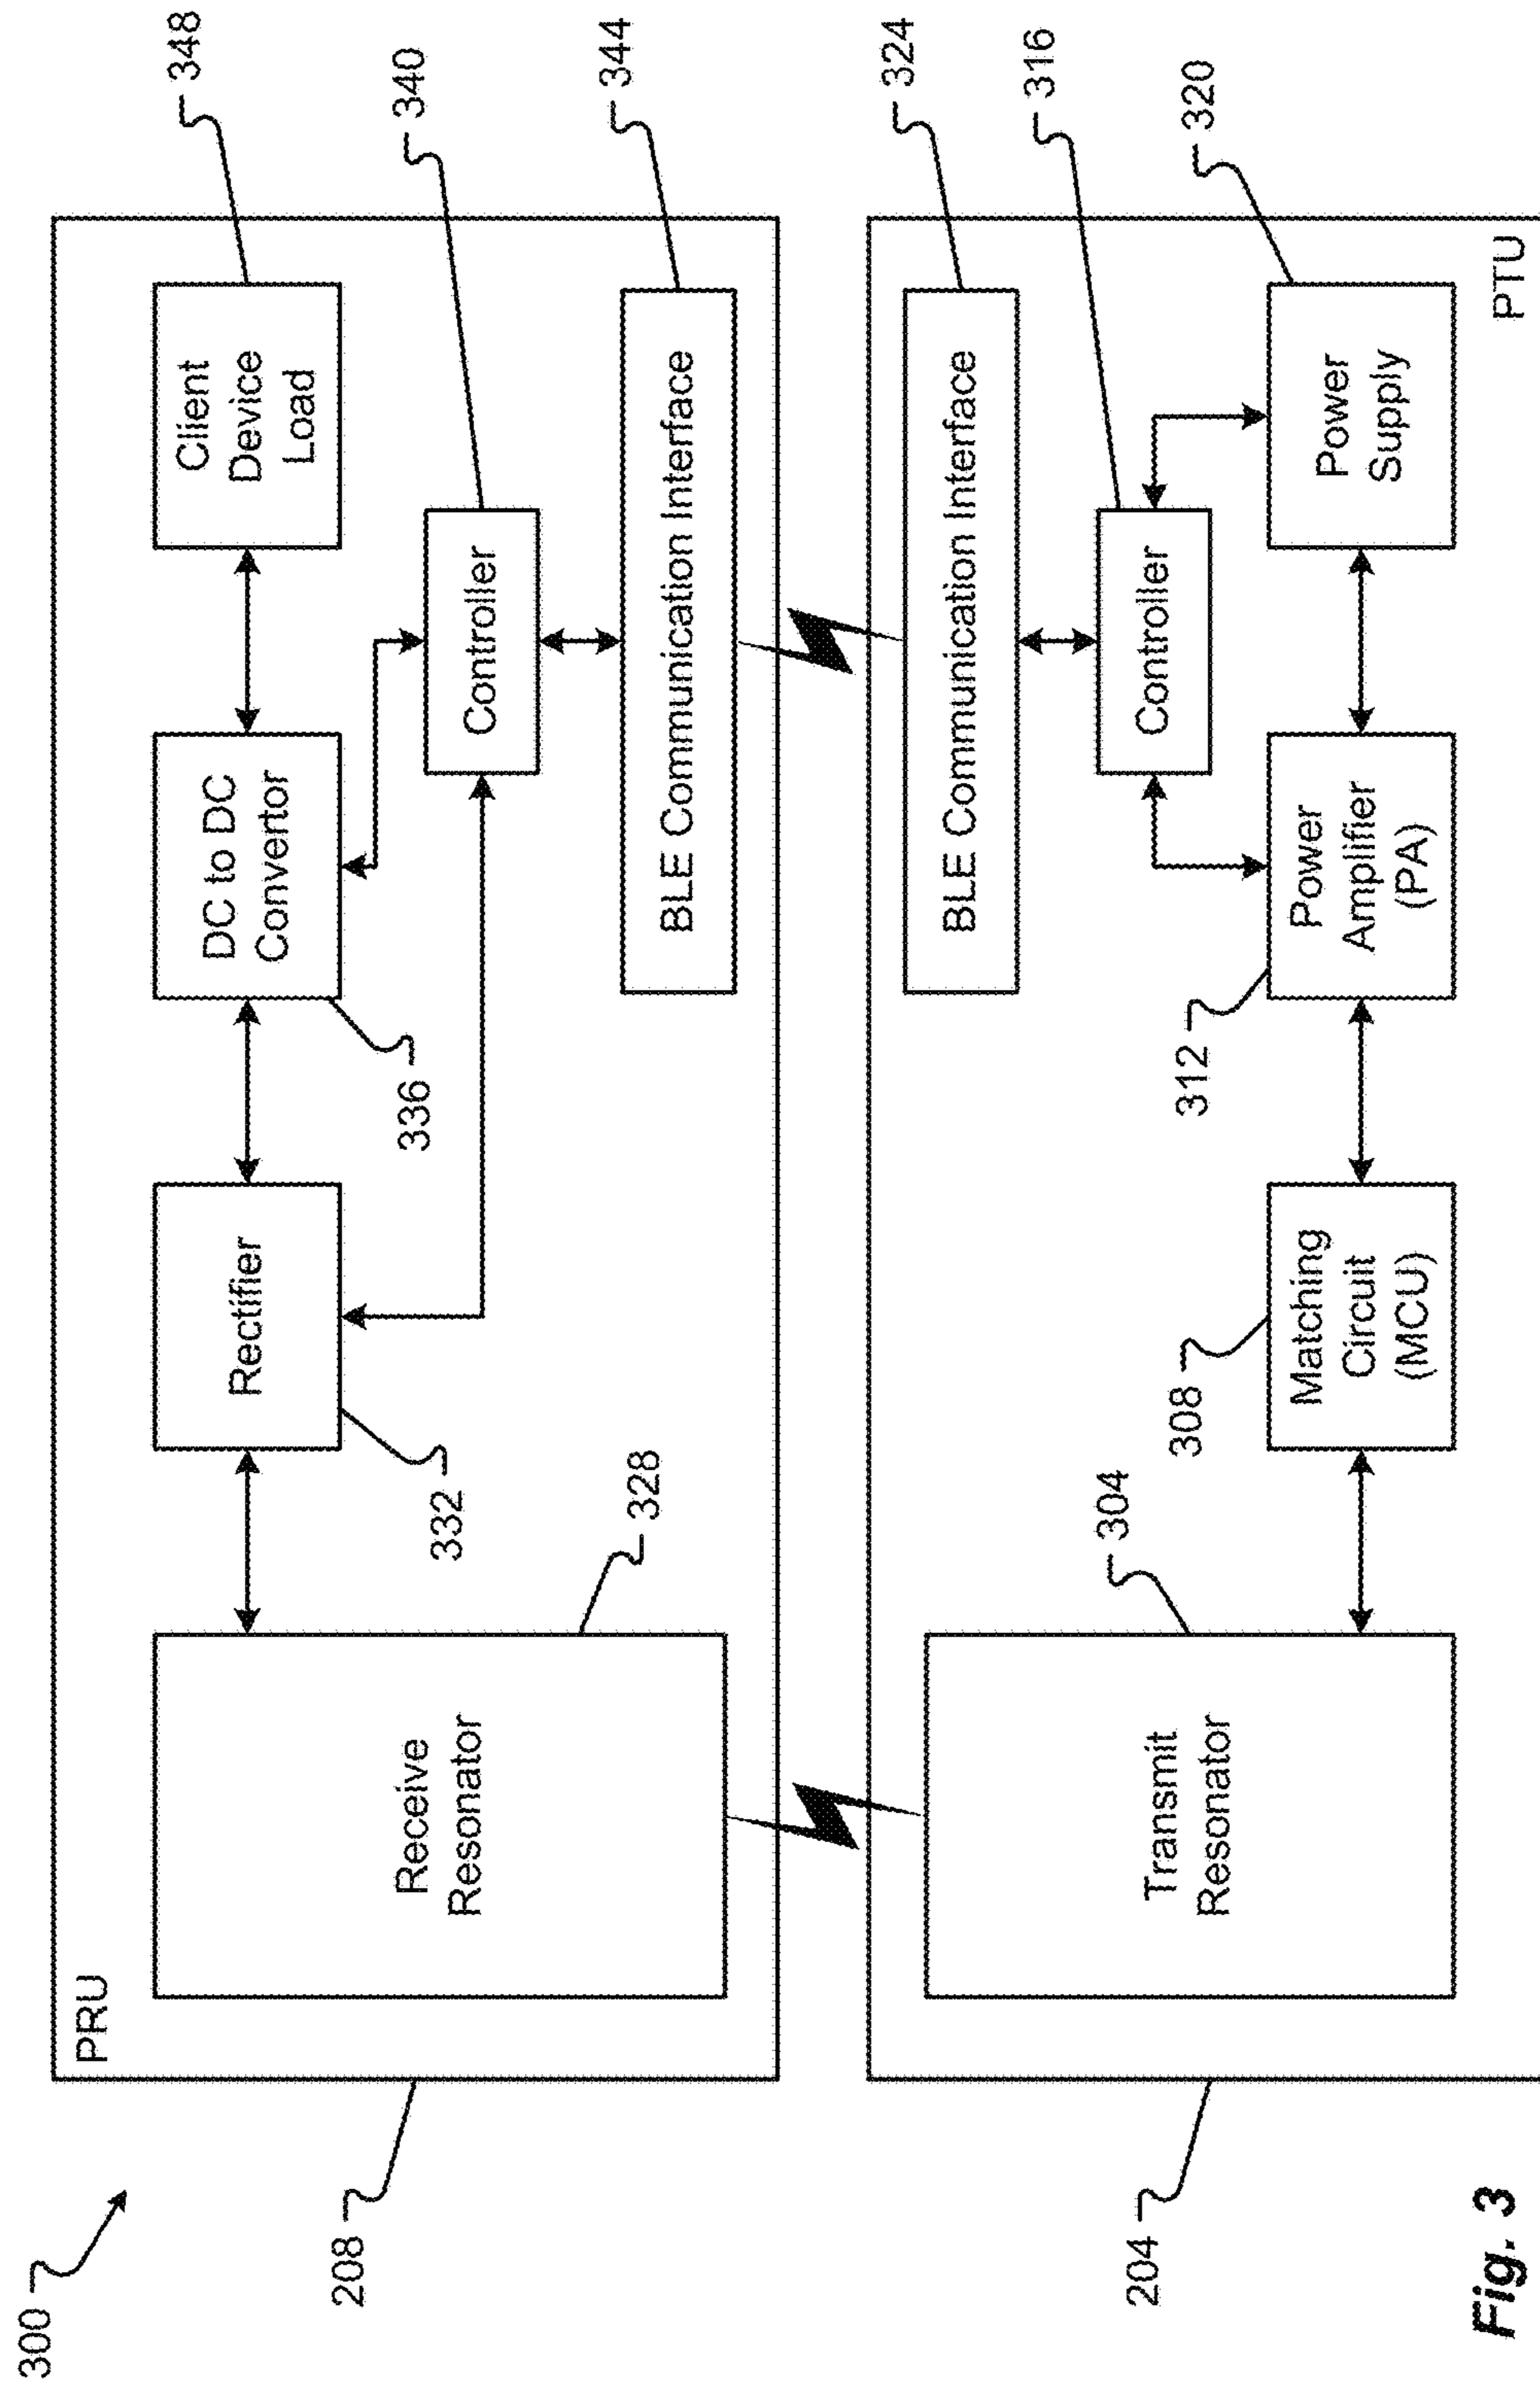 300
208
PRU
Receive
Resonator
328
332
Rectifier
336
DC to DC
Convertor
Client
Device
Load
348
Controller
340
BLE Communication Interface
344
204
Transmit
Resonator
304
308
Matching
Circuit
(MCU)
312
Power
Amplifier
(PA)
BLE Communication Interface
324
Controller
316
Power
Supply
320
PTU
Fig. 3